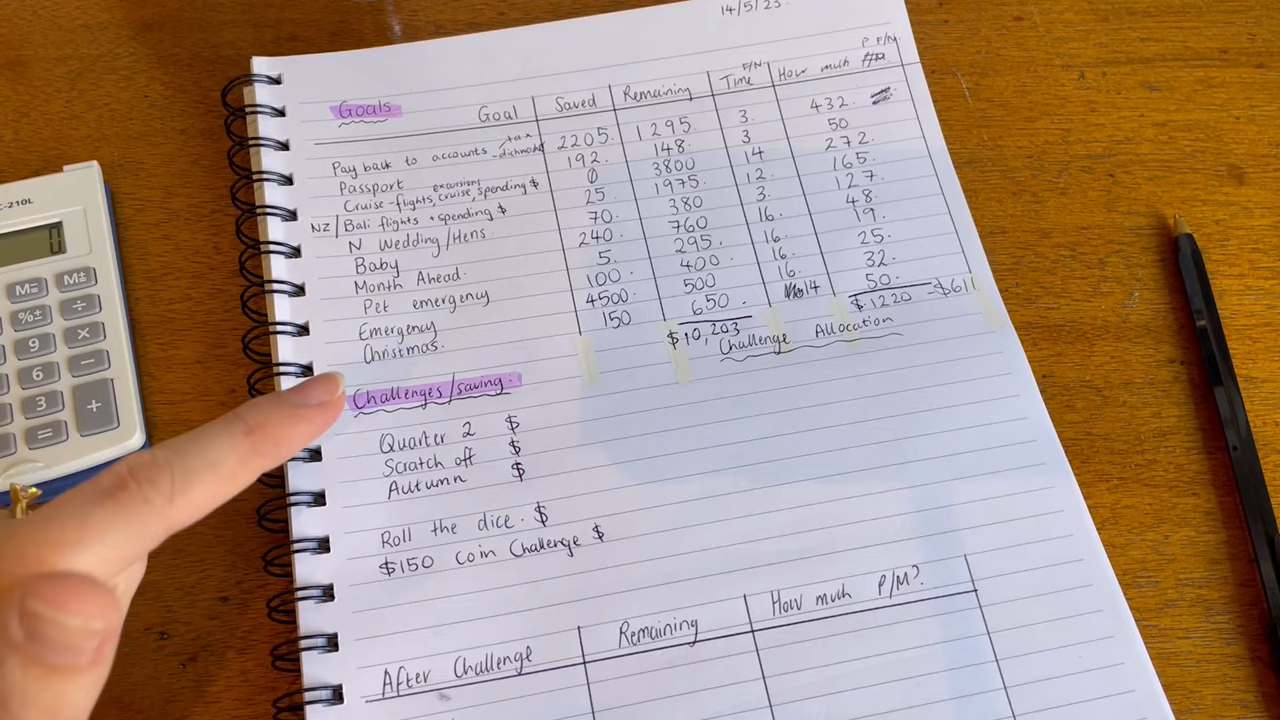 14/5/23.
P F/N.
Goals Goal Saved Remaining Time F/N How much
Pay back to accounts 2205. 1295. 3. 432.
Passport 192. 148. 3 50
Cruise - flights, cruise, excursions spending $ 0 3800 14 272.
NZ/ Bali flights + spending $ 25. 1975. 12. 165.
N Wedding/Hens. 70. 380 3. 127.
Baby 240. 760 16. 48.
Month Ahead. 5. 295. 16. 19.
Pet emergency 100. 400. 16. 25.
Emergency 4500. 500 32.
Christmas. 150 650. 14 50.
$10,203 $1220 -$611
Challenge Allocation
Challenges/saving.
Quarter 2 $
Scratch off $
Autumn $
Roll the dice. $
$150 Coin Challenge $
After Challenge Remaining How much P/M?
C-210L
0
M= M±
%± ÷
9 ×
6 −
3 +
=